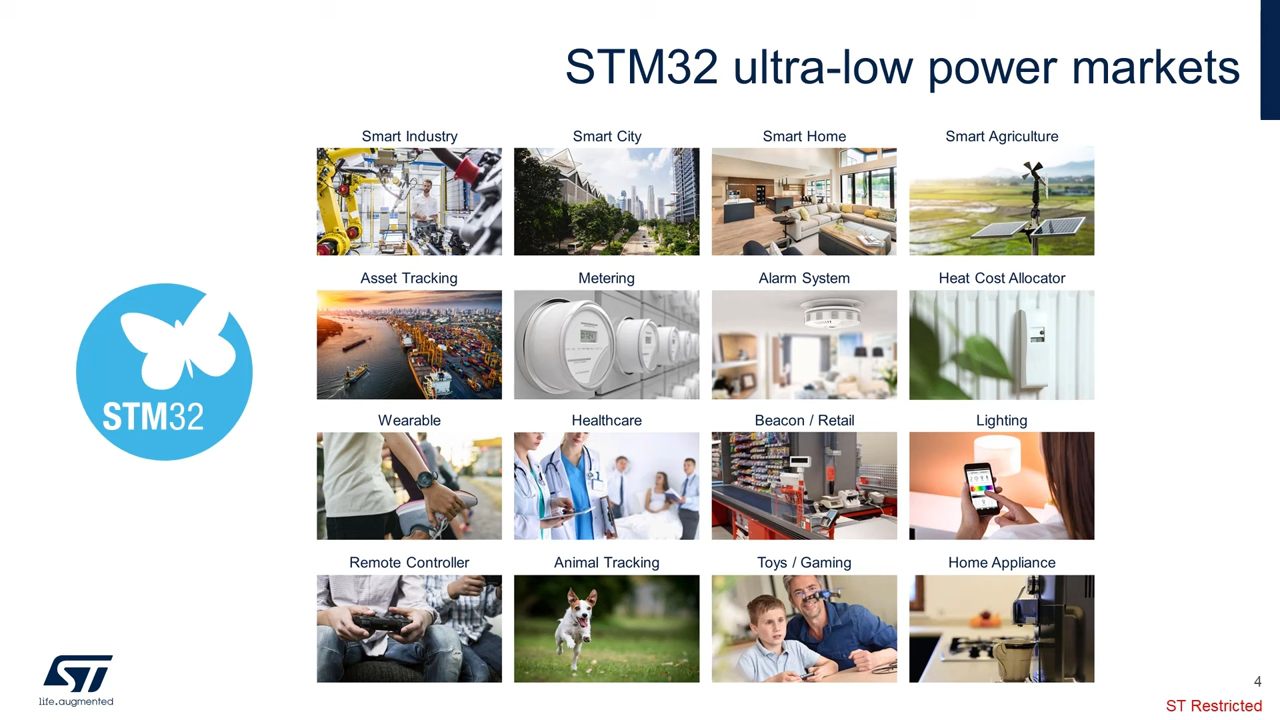 STM32 ultra-low power markets
Smart Industry
Smart City
Smart Home
Smart Agriculture
Asset Tracking
Metering
Alarm System
Heat Cost Allocator
STM32
Wearable
Healthcare
Beacon / Retail
Lighting
Remote Controller
Animal Tracking
Toys / Gaming
Home Appliance
ST
life.augmented
4
ST Restricted